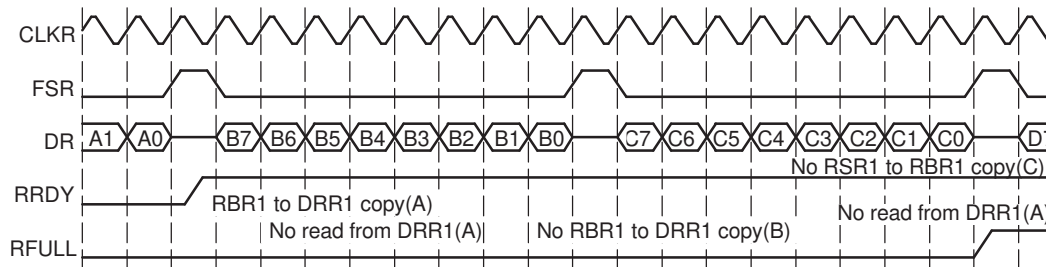 CLKR
FSR
DR A1 A0 B7 B6 B5 B4 B3 B2 B1 B0 C7 C6 C5 C4 C3 C2 C1 C0 D7
No RSR1 to RBR1 copy(C)
RRDY
RBR1 to DRR1 copy(A)
No read from DRR1(A)
No read from DRR1(A) No RBR1 to DRR1 copy(B)
RFULL